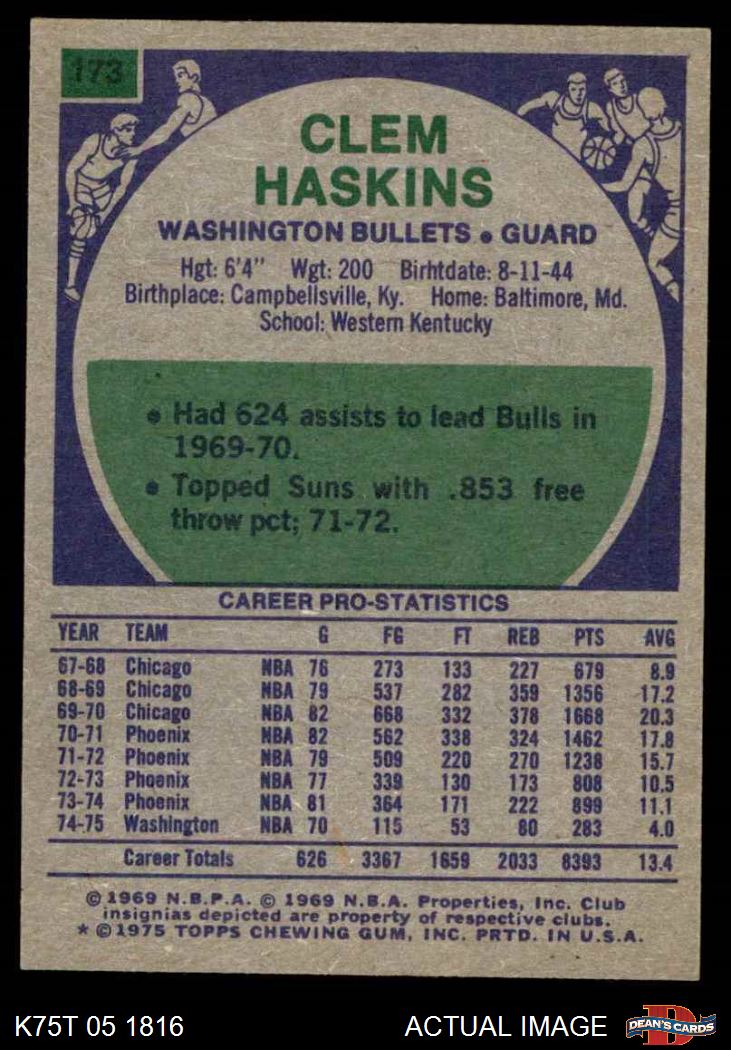 173
CLEM
HASKINS
WASHINGTON BULLETS • GUARD
Hgt: 6'4" Wgt: 200 Birhtdate: 8-11-44
Birthplace: Campbellsville, Ky. Home: Baltimore, Md.
School: Western Kentucky
• Had 624 assists to lead Bulls in
1969-70.
• Topped Suns with .853 free
throw pct; 71-72.
CAREER PRO-STATISTICS
YEAR TEAM G FG FT REB PTS AVG
67-68 Chicago NBA 76 273 133 227 679 8.9
68-69 Chicago NBA 79 537 282 359 1356 17.2
69-70 Chicago NBA 82 668 332 378 1668 20.3
70-71 Phoenix NBA 82 562 338 324 1462 17.8
71-72 Phoenix NBA 79 509 220 270 1238 15.7
72-73 Phoenix NBA 77 339 130 173 808 10.5
73-74 Phoenix NBA 81 364 171 222 899 11.1
74-75 Washington NBA 70 115 53 80 283 4.0
Career Totals 626 3367 1659 2033 8393 13.4
© 1969 N.B.P.A. © 1969 N.B.A. Properties, Inc. Club
insignias depicted are property of respective clubs.
* © 1975 TOPPS CHEWING GUM, INC. PRTD. IN U.S.A.
K75T 05 1816 ACTUAL IMAGE D DEAN'S CARDS